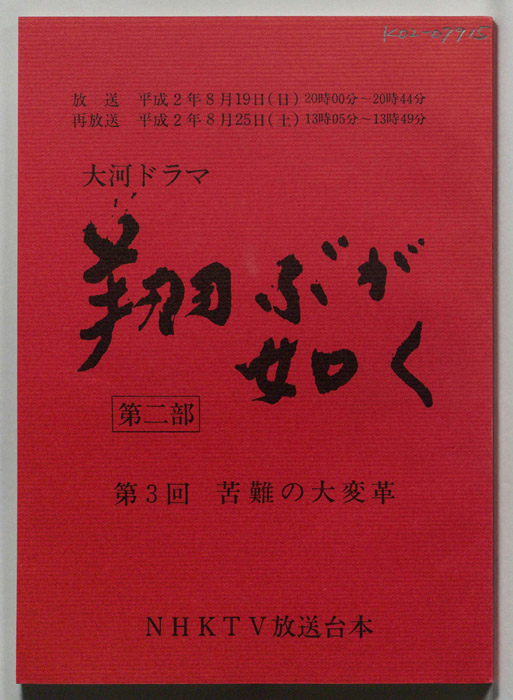 K02-07915
放 送 平成2年8月19日(日) 20時00分~20時44分
再放送 平成2年8月25日(土) 13時05分~13時49分
大河ドラマ
翔ぶが
如く
第二部
第3回 苦難の大変革
NHKTV放送台本